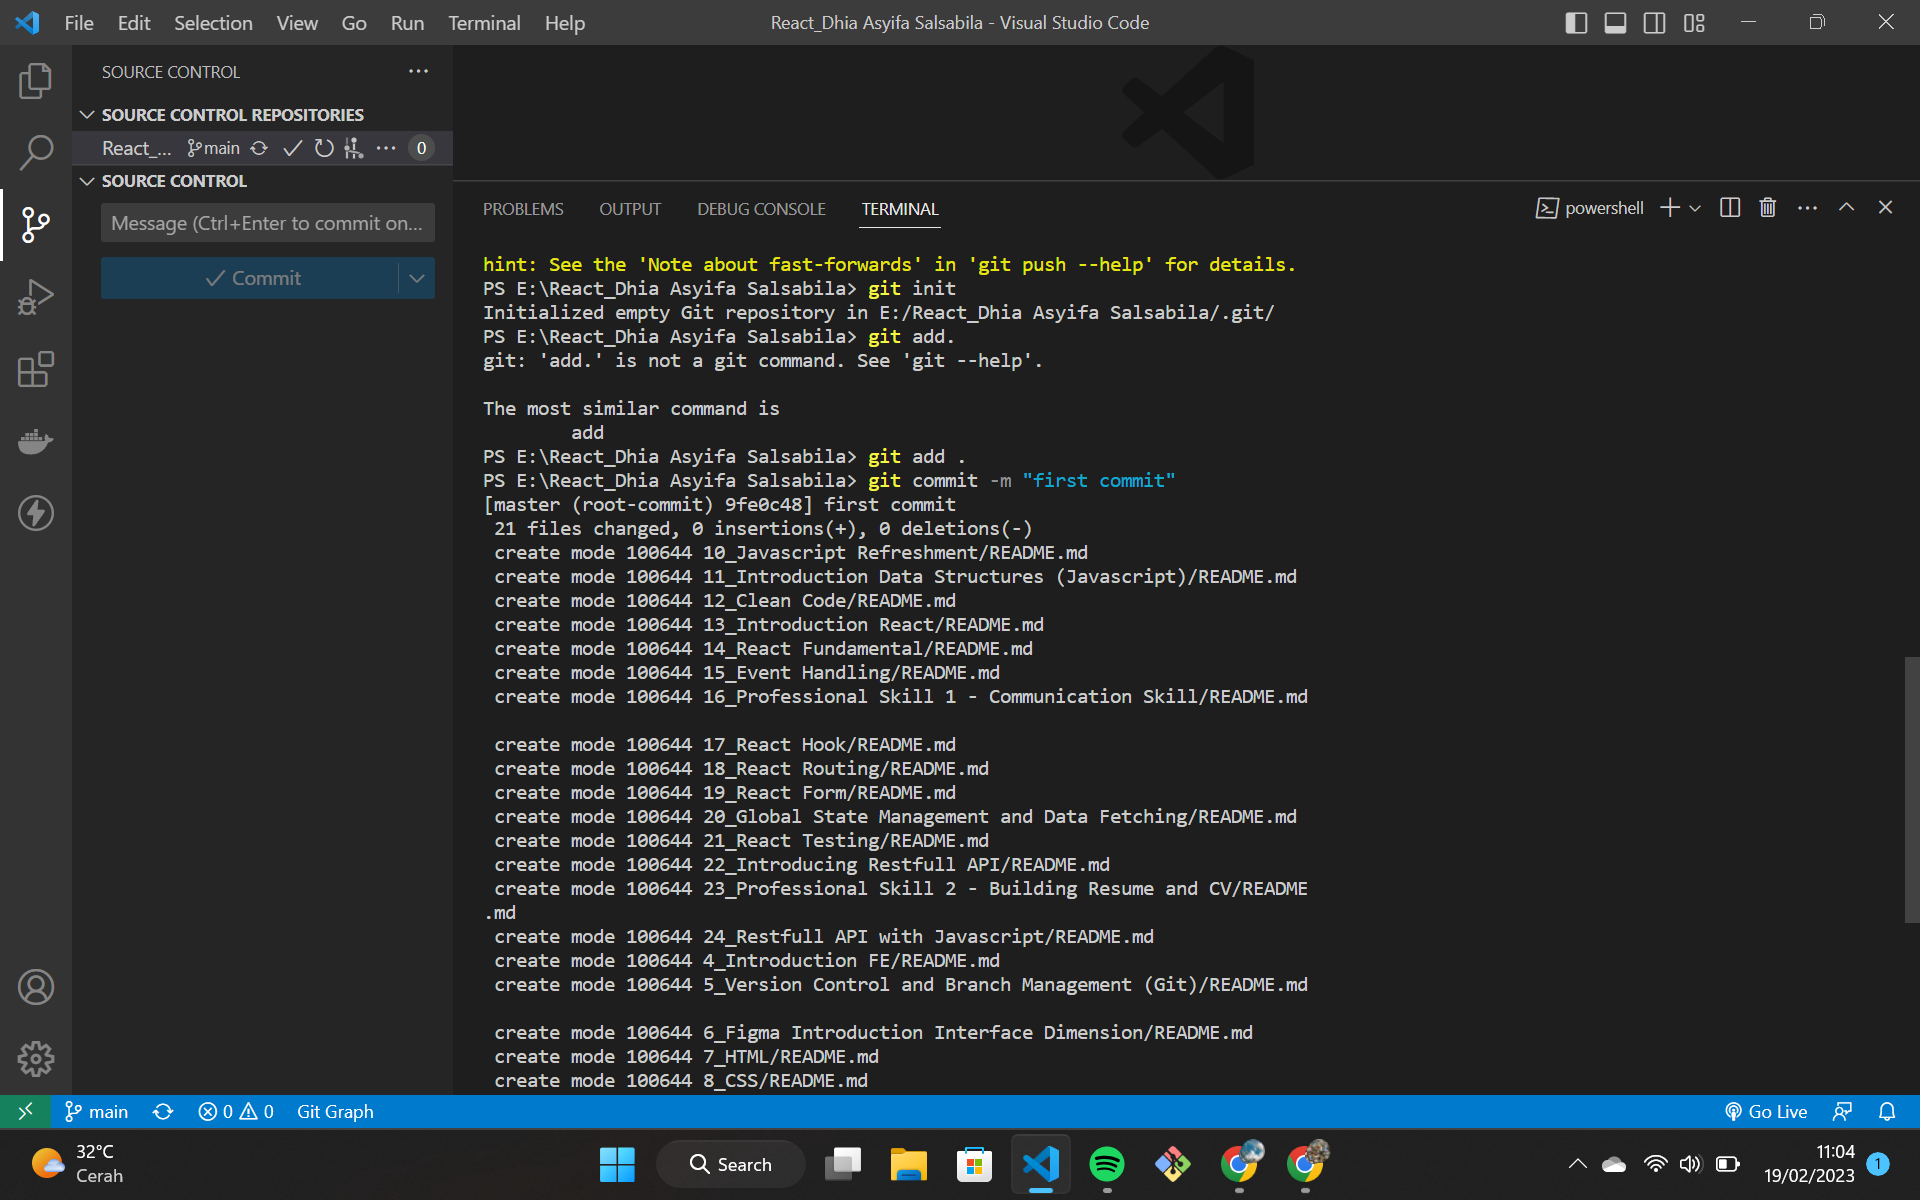 File Edit Selection View Go Run Terminal Help
React_Dhia Asyifa Salsabila - Visual Studio Code
SOURCE CONTROL
SOURCE CONTROL REPOSITORIES
React_... main 0
SOURCE CONTROL
Message (Ctrl+Enter to commit on...
Commit
PROBLEMS OUTPUT DEBUG CONSOLE TERMINAL
powershell
hint: See the 'Note about fast-forwards' in 'git push --help' for details.
PS E:\React_Dhia Asyifa Salsabila> git init
Initialized empty Git repository in E:/React_Dhia Asyifa Salsabila/.git/
PS E:\React_Dhia Asyifa Salsabila> git add.
git: 'add.' is not a git command. See 'git --help'.
The most similar command is
add
PS E:\React_Dhia Asyifa Salsabila> git add .
PS E:\React_Dhia Asyifa Salsabila> git commit -m "first commit"
[master (root-commit) 9fe0c48] first commit
21 files changed, 0 insertions(+), 0 deletions(-)
create mode 100644 10_Javascript Refreshment/README.md
create mode 100644 11_Introduction Data Structures (Javascript)/README.md
create mode 100644 12_Clean Code/README.md
create mode 100644 13_Introduction React/README.md
create mode 100644 14_React Fundamental/README.md
create mode 100644 15_Event Handling/README.md
create mode 100644 16_Professional Skill 1 - Communication Skill/README.md
create mode 100644 17_React Hook/README.md
create mode 100644 18_React Routing/README.md
create mode 100644 19_React Form/README.md
create mode 100644 20_Global State Management and Data Fetching/README.md
create mode 100644 21_React Testing/README.md
create mode 100644 22_Introducing Restfull API/README.md
create mode 100644 23_Professional Skill 2 - Building Resume and CV/README
.md
create mode 100644 24_Restfull API with Javascript/README.md
create mode 100644 4_Introduction FE/README.md
create mode 100644 5_Version Control and Branch Management (Git)/README.md
create mode 100644 6_Figma Introduction Interface Dimension/README.md
create mode 100644 7_HTML/README.md
create mode 100644 8_CSS/README.md
main 0 0 Git Graph
Go Live
32°C
Cerah
Search
11:04
19/02/2023
1